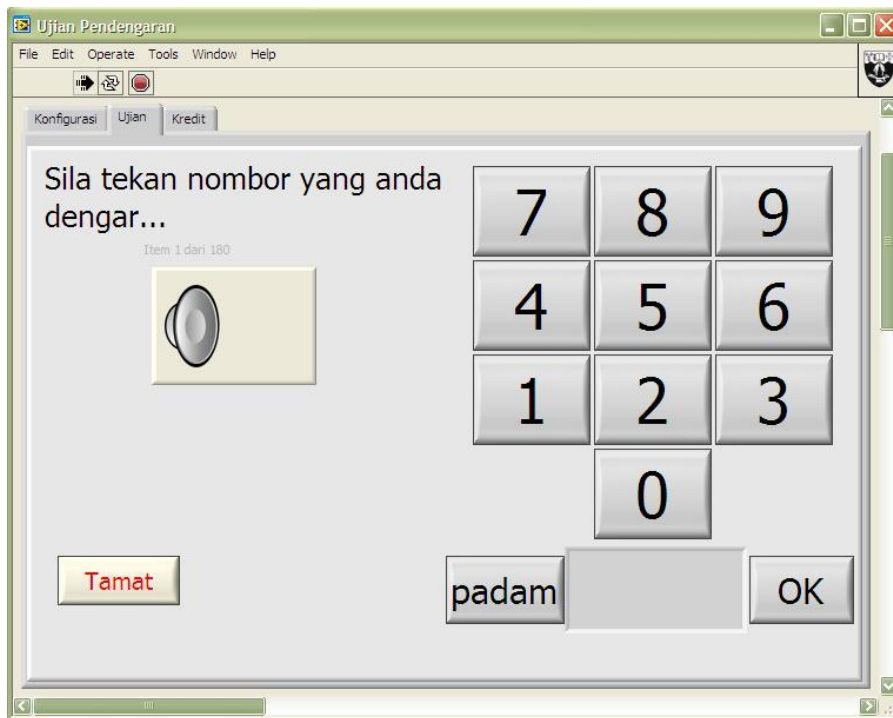 Ujian Pendengaran
File Edit Operate Tools Window Help
Konfigurasi Ujian Kredit
Sila tekan nombor yang anda
dengar...
Item 1 dari 180
7 8 9
4 5 6
1 2 3
0
Tamat
padam OK